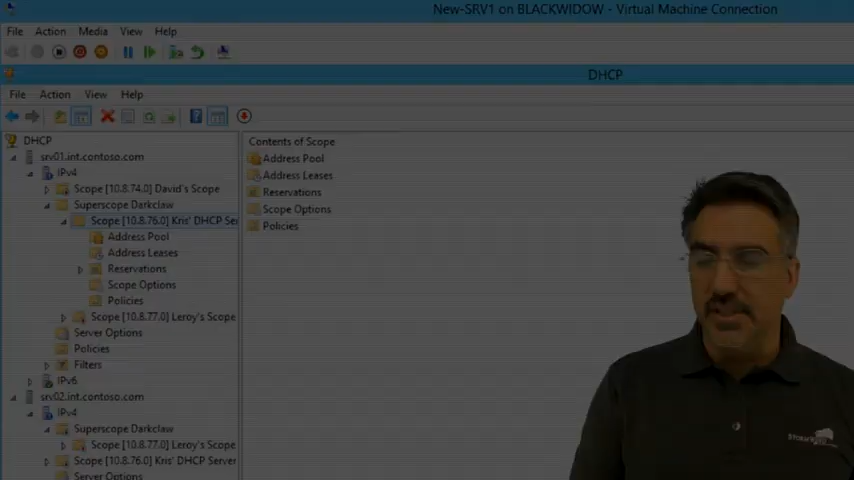 New-SRV1 on BLACKWIDOW - Virtual Machine Connection
File Action Media View Help
DHCP
File Action View Help
DHCP
srv01.int.contoso.com
IPv4
Scope [10.8.74.0] David's Scope
Superscope Darkclaw
Scope [10.8.76.0] Kris' DHCP Ser
Address Pool
Address Leases
Reservations
Scope Options
Policies
Scope [10.8.77.0] Leroy's Scope
Server Options
Policies
Filters
IPv6
srv02.int.contoso.com
IPv4
Superscope Darkclaw
Scope [10.8.77.0] Leroy's Scope
Scope [10.8.76.0] Kris' DHCP Server
Server Options
Contents of Scope
Address Pool
Address Leases
Reservations
Scope Options
Policies